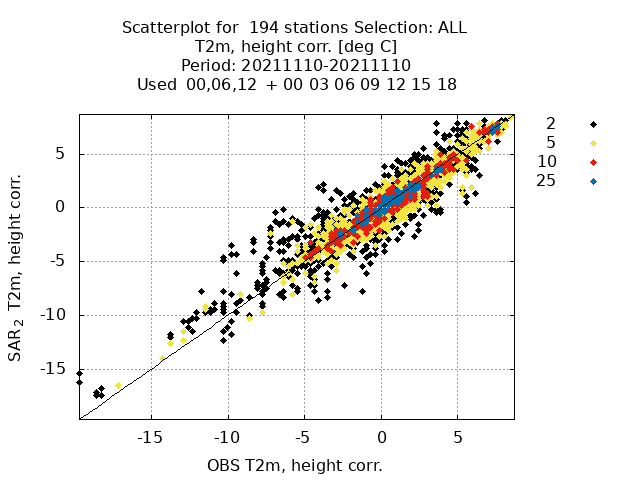 Scatterplot for  194 stations Selection: ALL
T2m, height corr. [deg C]
Period: 20211110-20211110
Used  00,06,12  + 00 03 06 09 12 15 18
2
5
10
25
5
0
-5
-10
-15
SAR₂  T2m, height corr.
-15
-10
-5
0
5
OBS T2m, height corr.